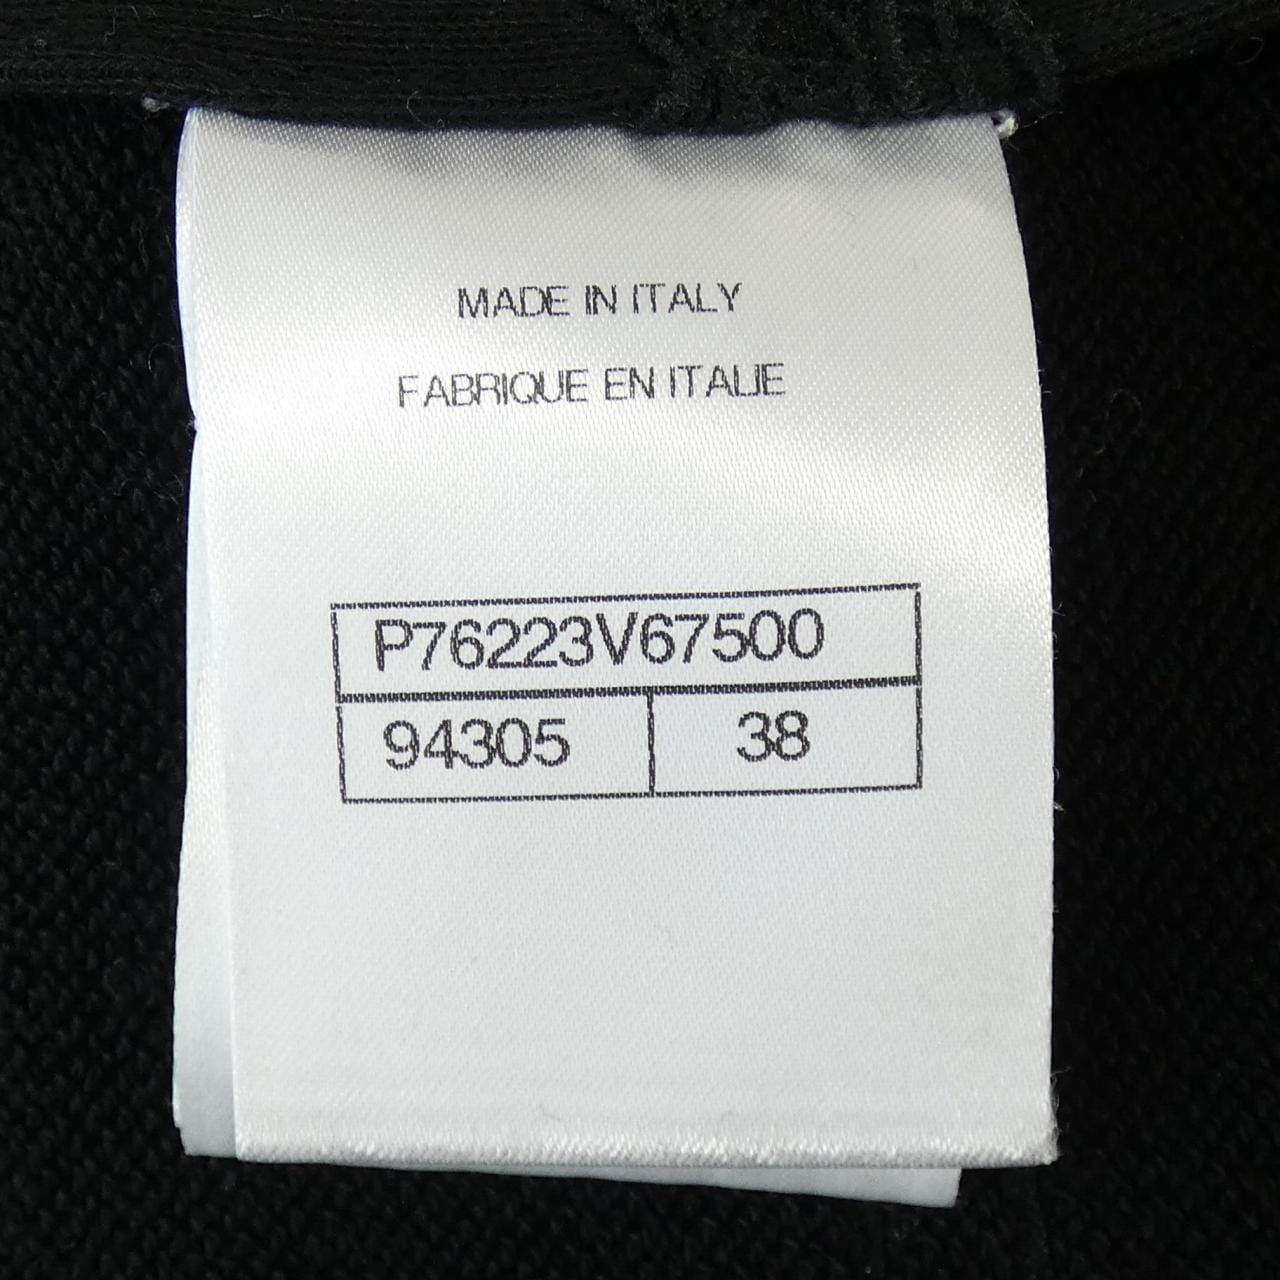 MADE IN ITALY
FABRIQUE EN ITALIE
P76223V67500
94305 38